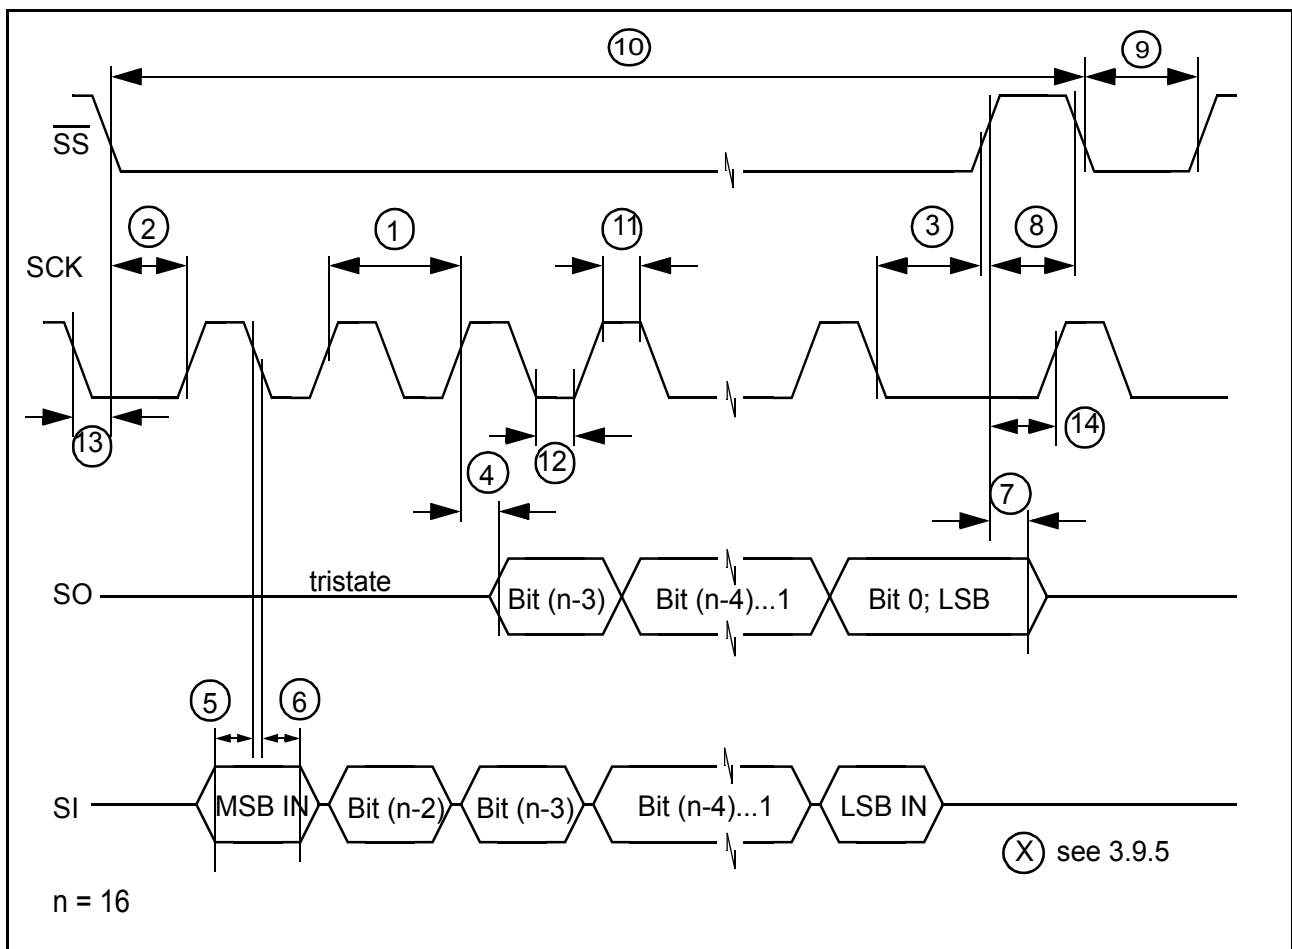 10
9
SS
2
1
11
3
8
SCK
13
12
14
4
7
tristate
SO
Bit (n-3)
Bit (n-4)...1
Bit 0; LSB
5
6
SI
MSB IN
Bit (n-2)
Bit (n-3)
Bit (n-4)...1
LSB IN
X see 3.9.5
n = 16